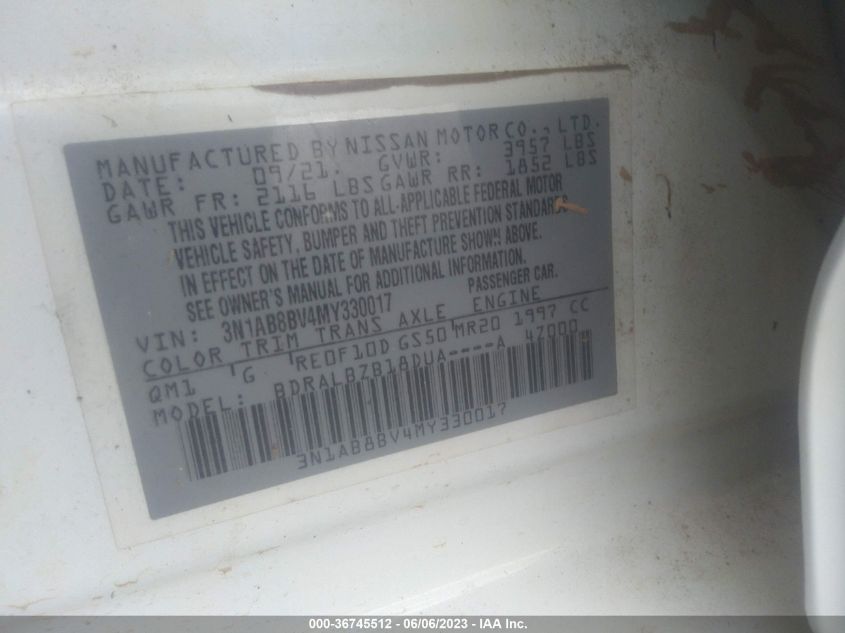 MANUFACTURED BY NISSAN MOTOR CO., LTD.
DATE: 09/21. GVWR: 3957 LBS
GAWR FR: 2116 LBS GAWR RR: 1852 LBS
THIS VEHICLE CONFORMS TO ALL-APPLICABLE FEDERAL MOTOR
VEHICLE SAFETY, BUMPER AND THEFT PREVENTION STANDARDS
IN EFFECT ON THE DATE OF MANUFACTURE SHOWN ABOVE.
SEE OWNER'S MANUAL FOR ADDITIONAL INFORMATION.
VIN: 3N1AB8BV4MY330017 PASSENGER CAR.
COLOR TRIM TRANS AXLE ENGINE
QM1 G RE0F10D GS50 MR20 1997 CC
MODEL: BDRALBZB18DUA----A 4Z000
3N1AB8BV4MY330017
000-36745512 - 06/06/2023 - IAA Inc.